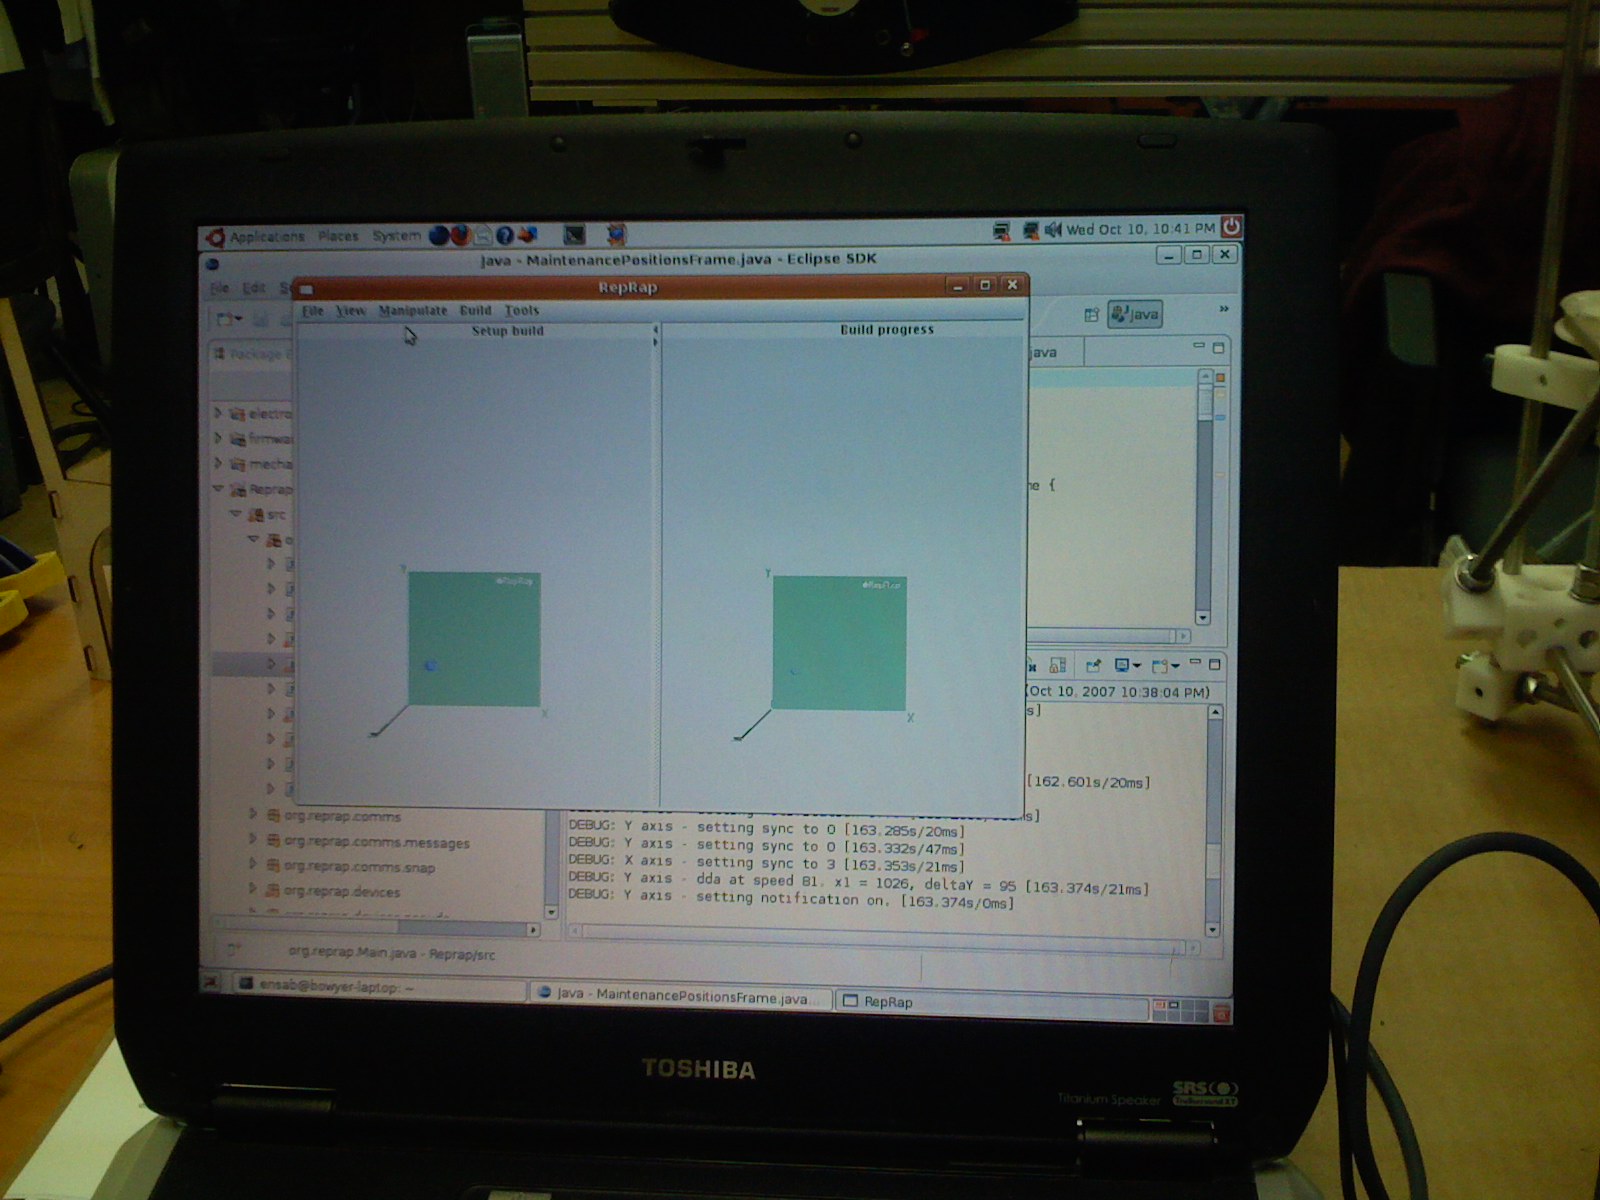 Applications Places System Wed Oct 10, 10:41 PM
Java - MaintenancePositionsFrame.java - Eclipse SDK
File Edit
RepRap
File View Manipulate Build Tools
Java
Setup build
Build progress
Package
java
electro
firmwa
mecha
Reprap
src
Y
RepRap
X
Y
X
(Oct 10, 2007 10:38:04 PM)
s]
[162.601s/20ms]
org.reprap.comms
org.reprap.comms.messages
org.reprap.comms.snap
org.reprap.devices
DEBUG: Y axis - setting sync to 0 [163.285s/20ms]
DEBUG: Y axis - setting sync to 0 [163.332s/47ms]
DEBUG: X axis - setting sync to 3 [163.353s/21ms]
DEBUG: Y axis - dda at speed 81. x1 = 1026, deltaY = 95 [163.374s/21ms]
DEBUG: Y axis - setting notification on. [163.374s/0ms]
org.reprap.Main.java - Reprap/src
ensab@bowyer-laptop: ~
Java - MaintenancePositionsFrame.java...
RepRap
TOSHIBA
SRS
Titanium Speaker